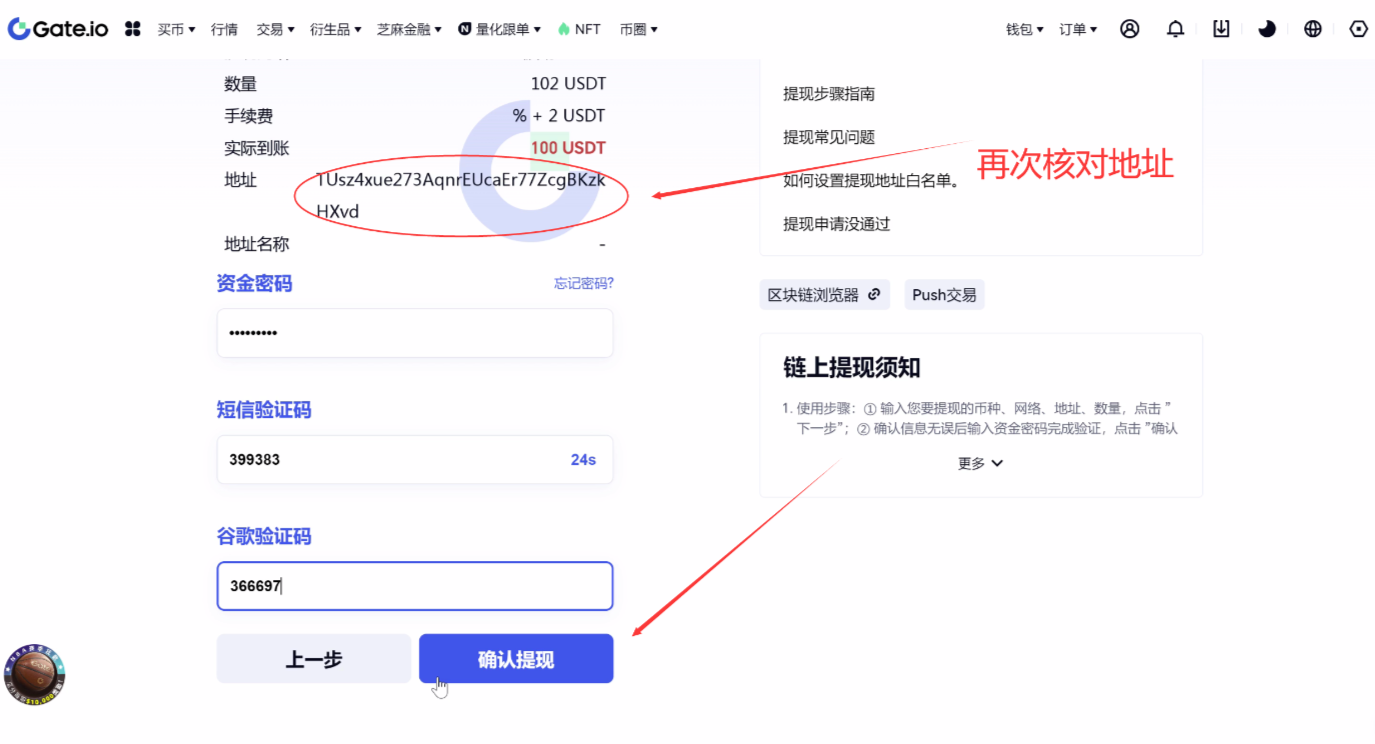 Gate.io 买币 行情 交易 衍生品 芝麻金融 量化跟单 NFT 币圈 钱包 订单
数量 102 USDT
手续费 % + 2 USDT
实际到账 100 USDT
地址 TUsz4xue273AqnrEUcaEr77ZcgBKzk
HXvd
地址名称 -
资金密码 忘记密码?
•••••••••
短信验证码
399383 24s
谷歌验证码
366697
上一步 确认提现
提现步骤指南
提现常见问题
如何设置提现地址白名单。
提现申请没通过
再次核对地址
区块链浏览器 Push交易
链上提现须知
1. 使用步骤：① 输入您要提现的币种、网络、地址、数量，点击 ”
下一步”；② 确认信息无误后输入资金密码完成验证，点击 ”确认
更多
$10,000